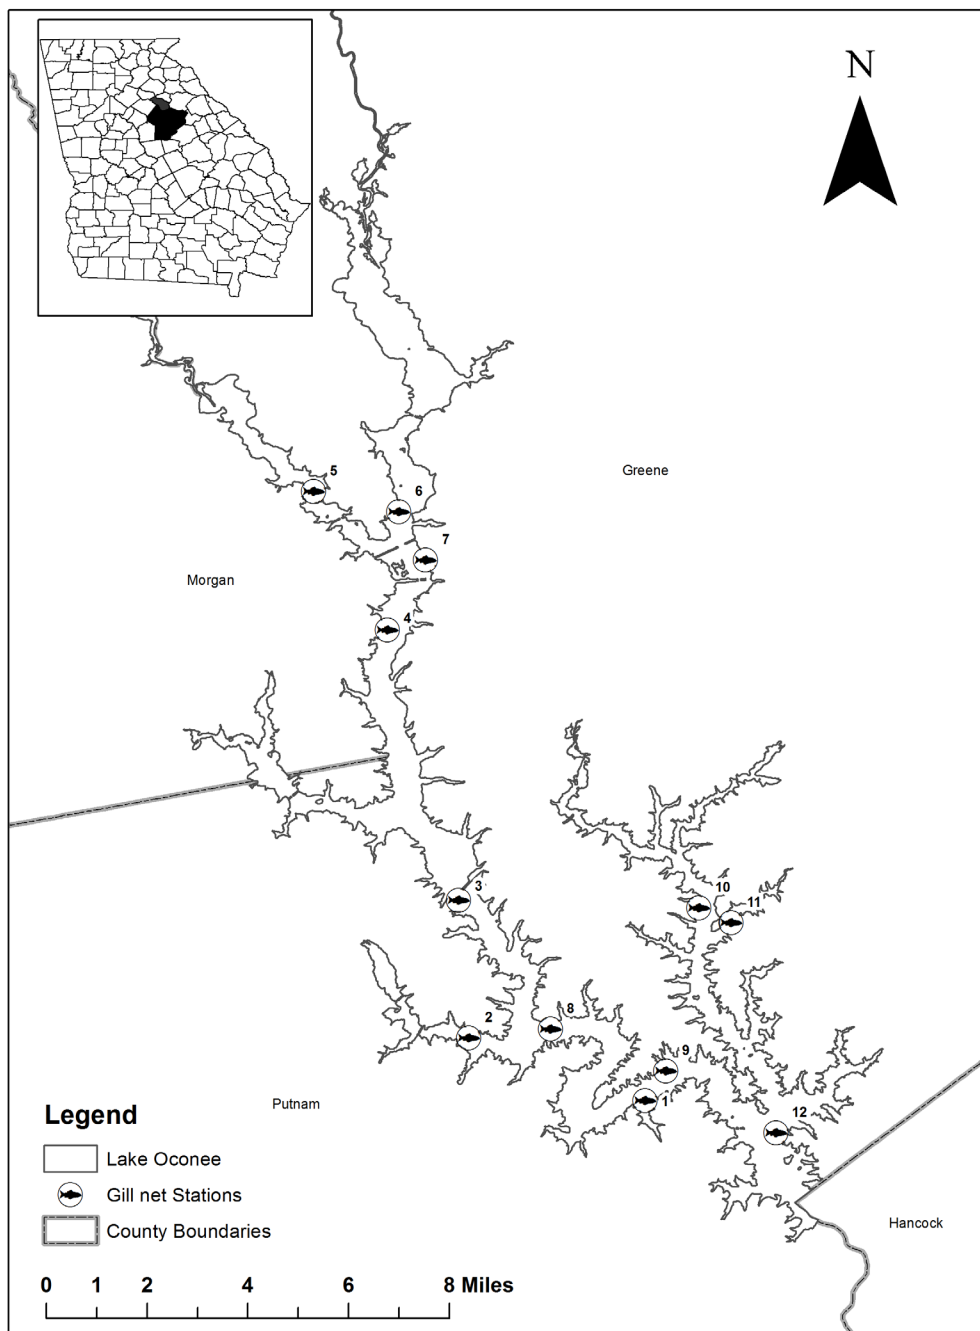 N
5
6
Greene
7
Morgan
4
3
10
11
2
8
9
1
12
Putnam
Hancock
Legend
Lake Oconee
Gill net Stations
County Boundaries
0 1 2 4 6 8 Miles